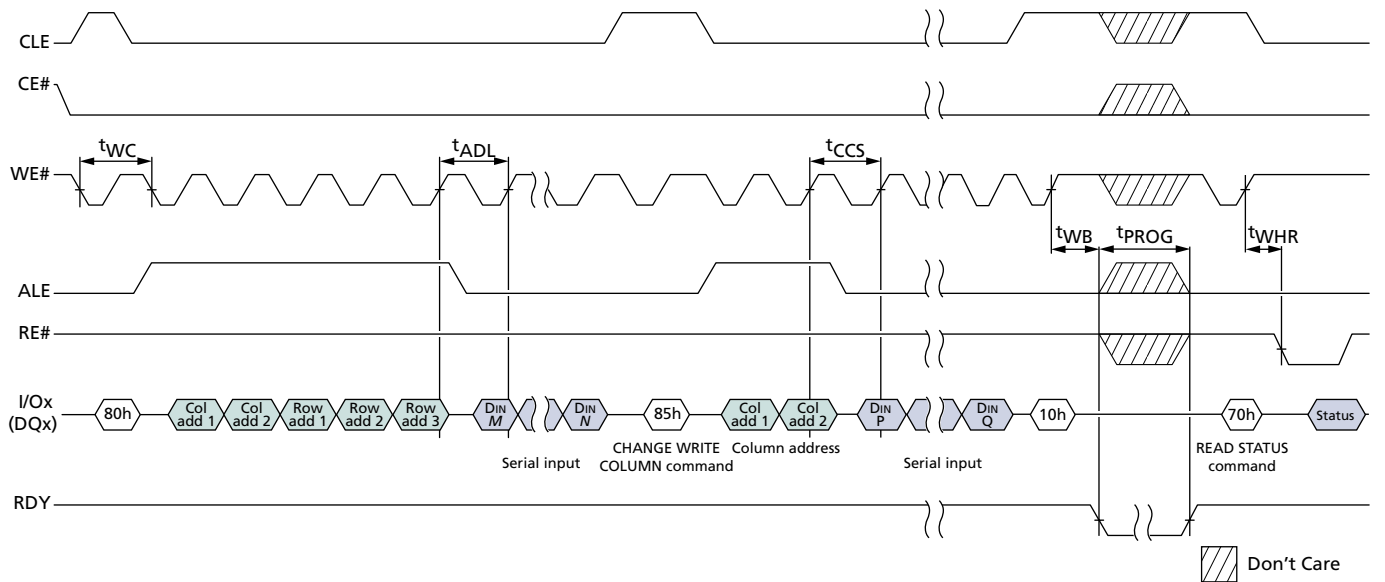 CLE
CE#
tWC
tADL
tCCS
WE#
tWB
tPROG
tWHR
ALE
RE#
I/Ox
(DQx)
80h
Col
add 1
Col
add 2
Row
add 1
Row
add 2
Row
add 3
DIN
M
DIN
N
85h
Col
add 1
Col
add 2
DIN
P
DIN
Q
10h
70h
Status
Serial input
CHANGE WRITE
COLUMN command
Column address
Serial input
READ STATUS
command
RDY
Don't Care